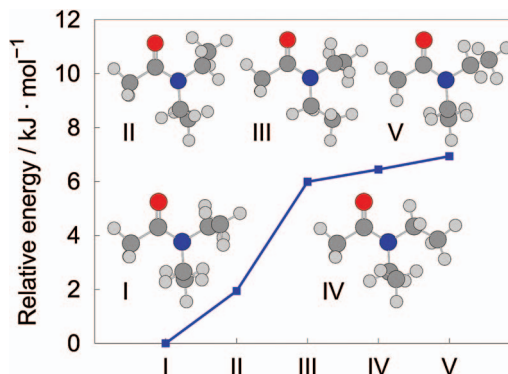 Relative energy / kJ · mol⁻¹
12
10
8
6
4
2
0
II
III
V
I
IV
I II III IV V